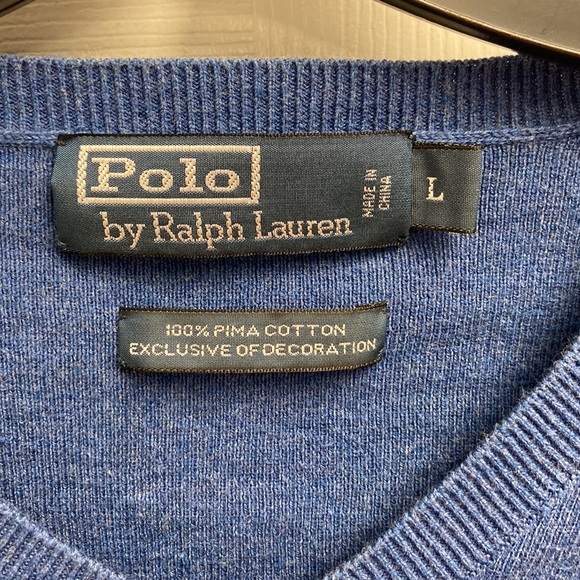 Polo
by Ralph Lauren
MADE IN
CHINA
L
100% PIMA COTTON
EXCLUSIVE OF DECORATION